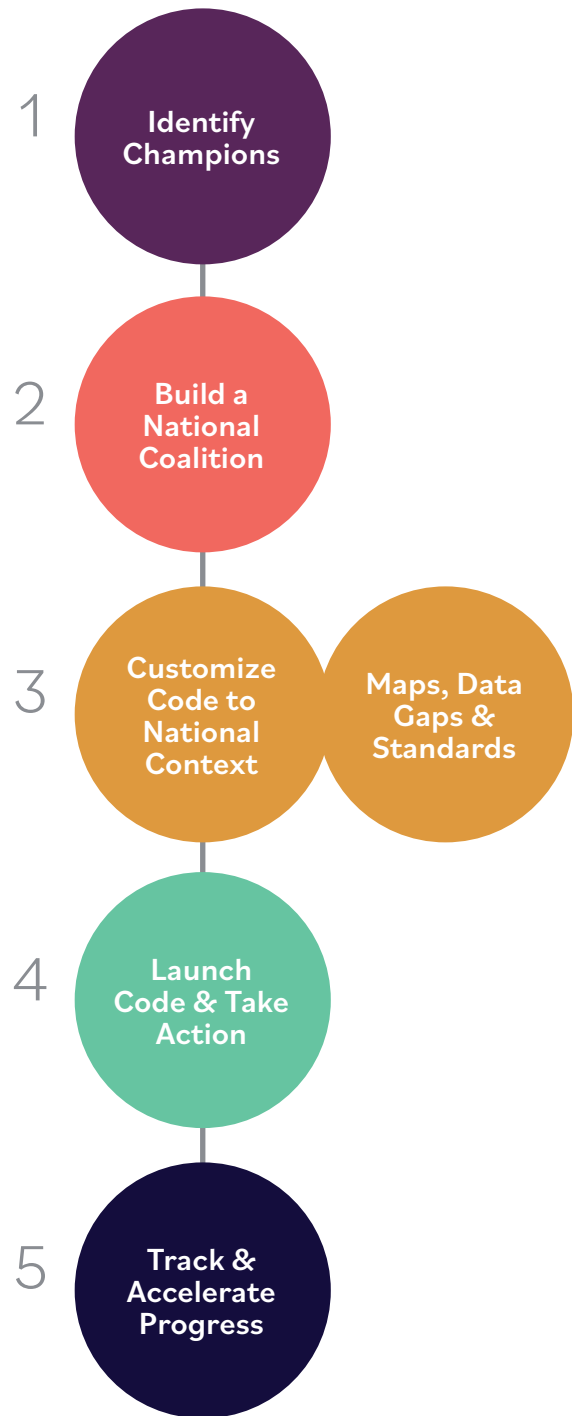 1
Identify
Champions
2
Build a
National
Coalition
3
Customize
Code to
National
Context
Maps, Data
Gaps &
Standards
4
Launch
Code & Take
Action
5
Track &
Accelerate
Progress